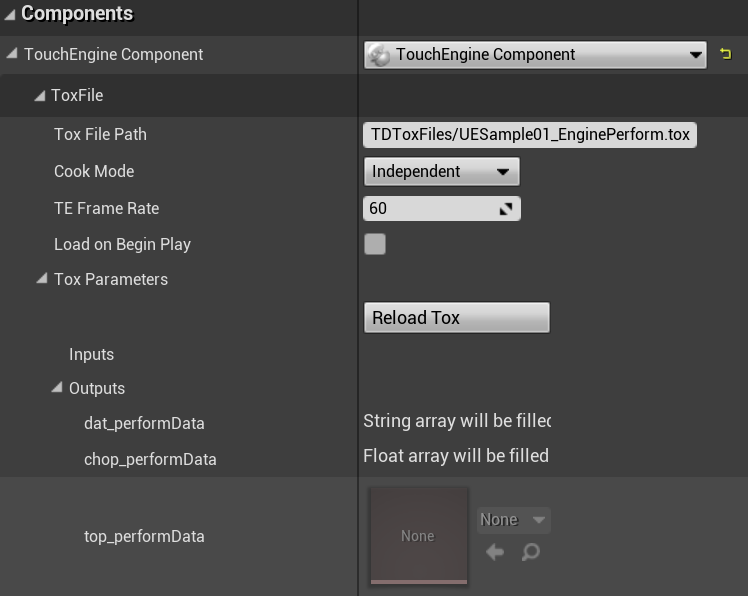 Components
TouchEngine Component
TouchEngine Component
ToxFile
Tox File Path
TDToxFiles/UESample01_EnginePerform.tox
Cook Mode
Independent
TE Frame Rate
60
Load on Begin Play
Tox Parameters
Reload Tox
Inputs
Outputs
dat_performData
String array will be filled
chop_performData
Float array will be filled
top_performData
None
None